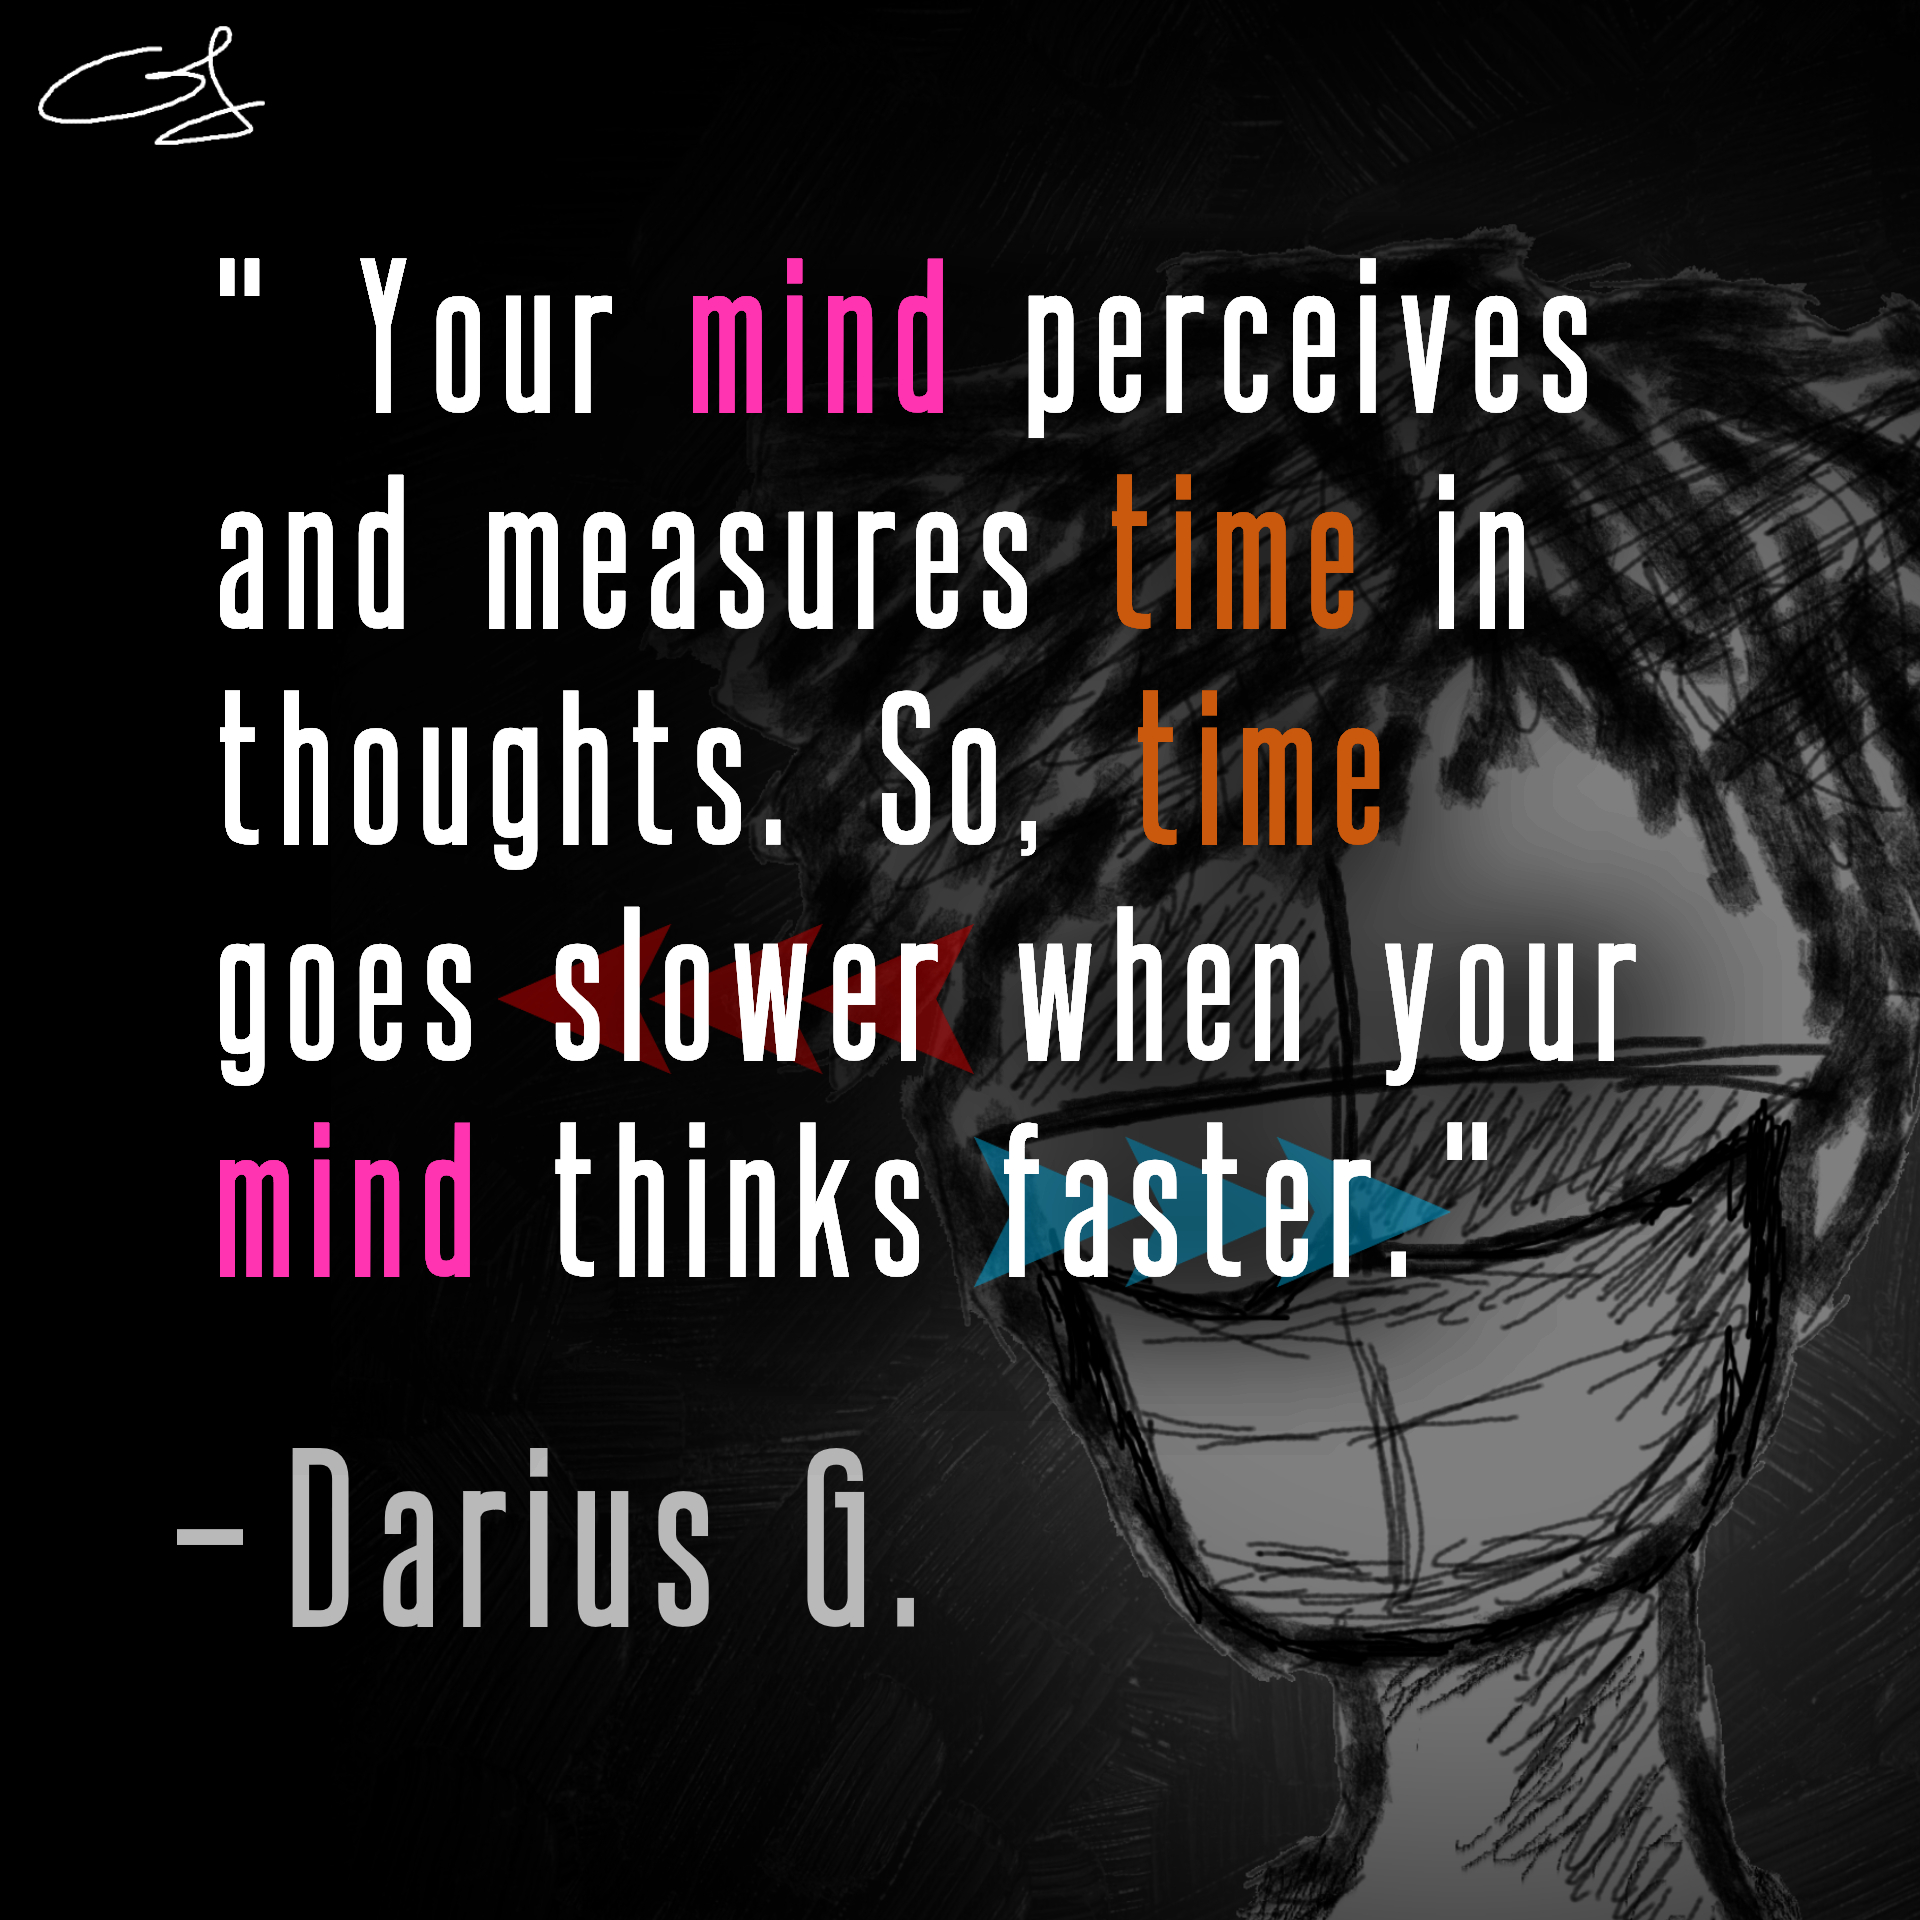 " Your mind perceives
and measures time in
thoughts. So, time
goes slower when your
mind thinks faster."
– Darius G.